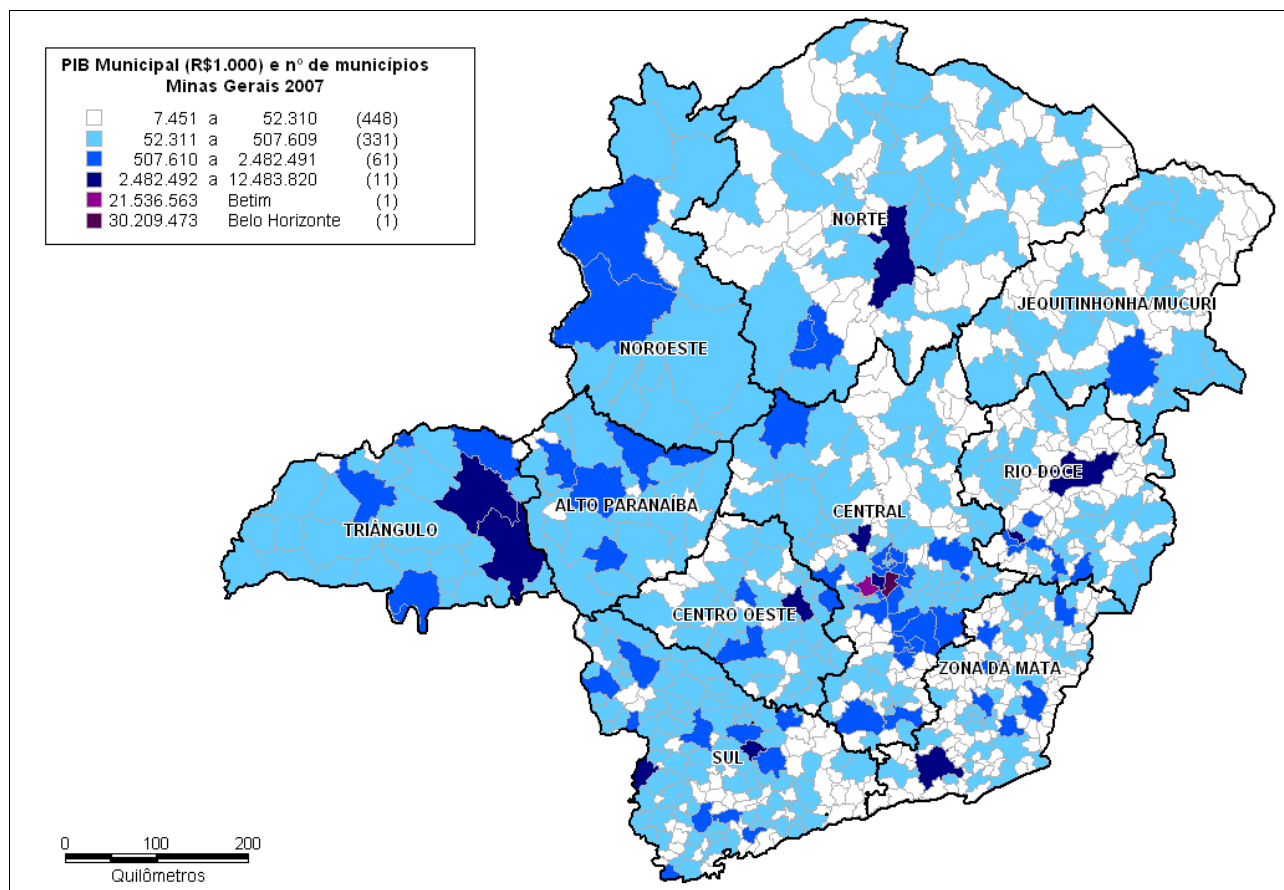 PIB Municipal (R$1.000) e nº de municípios
Minas Gerais 2007
7.451 a 52.310 (448)
52.311 a 507.609 (331)
507.610 a 2.482.491 (61)
2.482.492 a 12.483.820 (11)
21.536.563 Betim (1)
30.209.473 Belo Horizonte (1)
NORTE
JEQUITINHONHA/MUCURI
NOROESTE
RIO DOCE
ALTO PARANAÍBA
CENTRAL
TRIÂNGULO
CENTRO OESTE
ZONA DA MATA
SUL
0 100 200
Quilômetros